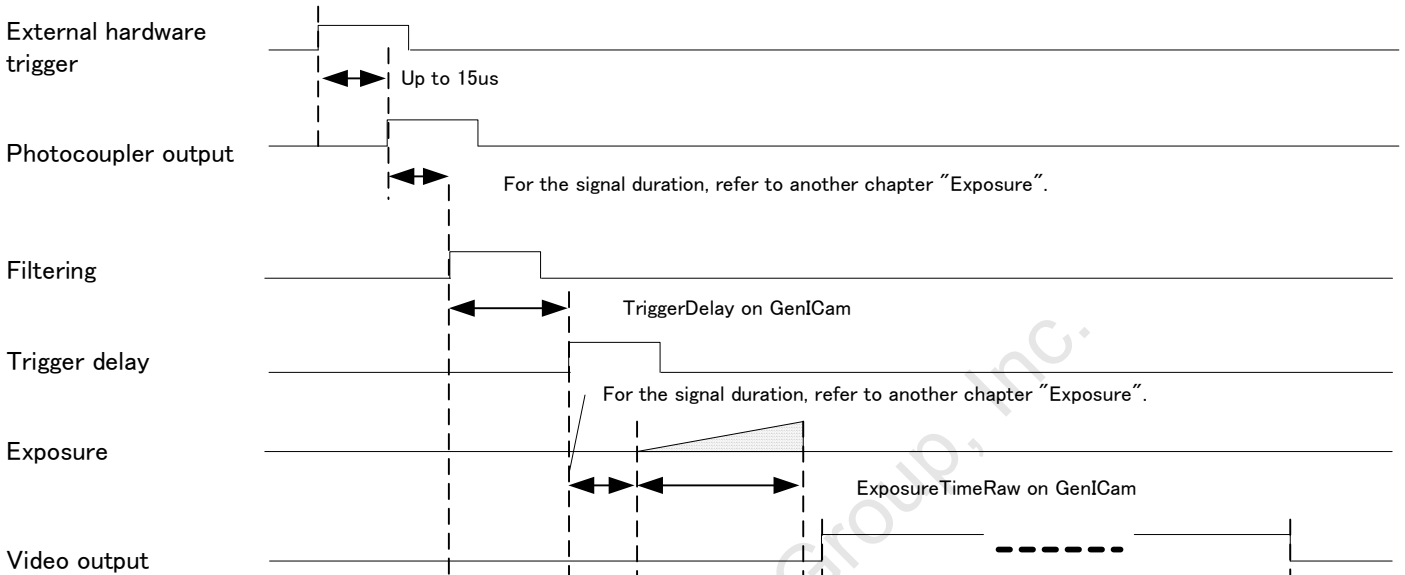 External hardware
trigger
Up to 15us
Photocoupler output
For the signal duration, refer to another chapter "Exposure".
Filtering
TriggerDelay on GenICam
Trigger delay
For the signal duration, refer to another chapter "Exposure".
Exposure
ExposureTimeRaw on GenICam
Video output
Group, Inc.